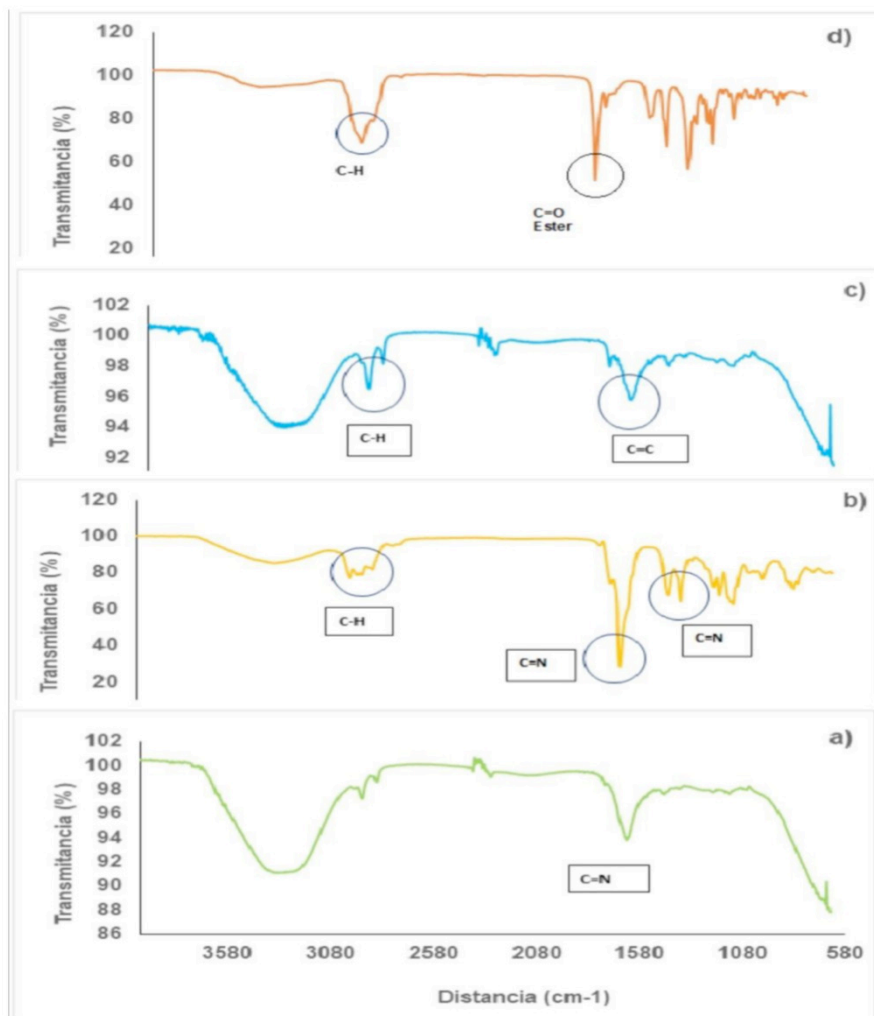 d)
Transmitancia (%)
120
100
80
60
40
20
C-H
C=O
Ester
c)
Transmitancia (%)
102
100
98
96
94
92
C-H
C=C
b)
Transmitancia (%)
120
100
80
60
40
20
C-H
C=N
C=N
a)
Transmitancia (%)
102
100
98
96
94
92
90
88
86
C=N
3580 3080 2580 2080 1580 1080 580
Distancia (cm-1)